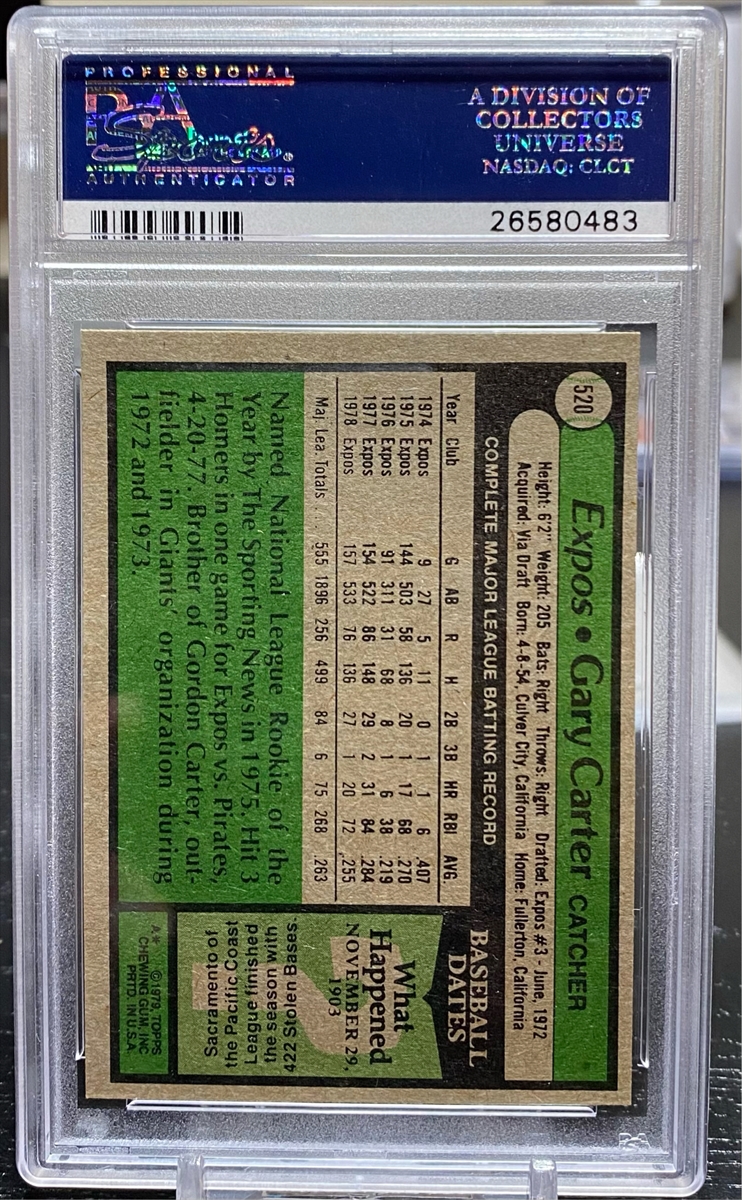 PROFESSIONAL
PSA
Sports
AUTHENTICATOR
A DIVISION OF
COLLECTORS
UNIVERSE
NASDAQ: CLCT
26580483
520
Expos • Gary Carter CATCHER
Height: 6'2" Weight: 205 Bats: Right Throws: Right Drafted: Expos #3 - June, 1972
Acquired: Via Draft Born: 4-8-54, Culver City, California Home: Fullerton, California
COMPLETE MAJOR LEAGUE BATTING RECORD
Year Club G AB R H 2B 3B HR RBI AVG.
1974 Expos 9 27 5 11 0 1 1 6 .407
1975 Expos 144 503 58 136 20 1 17 68 .270
1976 Expos 91 311 31 68 8 1 6 38 .219
1977 Expos 154 522 86 148 29 2 31 84 .284
1978 Expos 157 533 76 136 27 1 20 72 .255
Maj. Lea. Totals . . . 555 1896 256 499 84 6 75 268 .263
Named National League Rookie of the
Year by The Sporting News in 1975. Hit 3
Homers in one game for Expos vs. Pirates,
4-20-77. Brother of Gordon Carter, out-
fielder in Giants' organization during
1972 and 1973.
BASEBALL
DATES
What
Happened
NOVEMBER 29,
1903
Sacramento of
the Pacific Coast
League finished
the season with
422 Stolen Bases.
A* ©1979 TOPPS
CHEWING GUM, INC
PRTD. IN U.S.A.
PSA